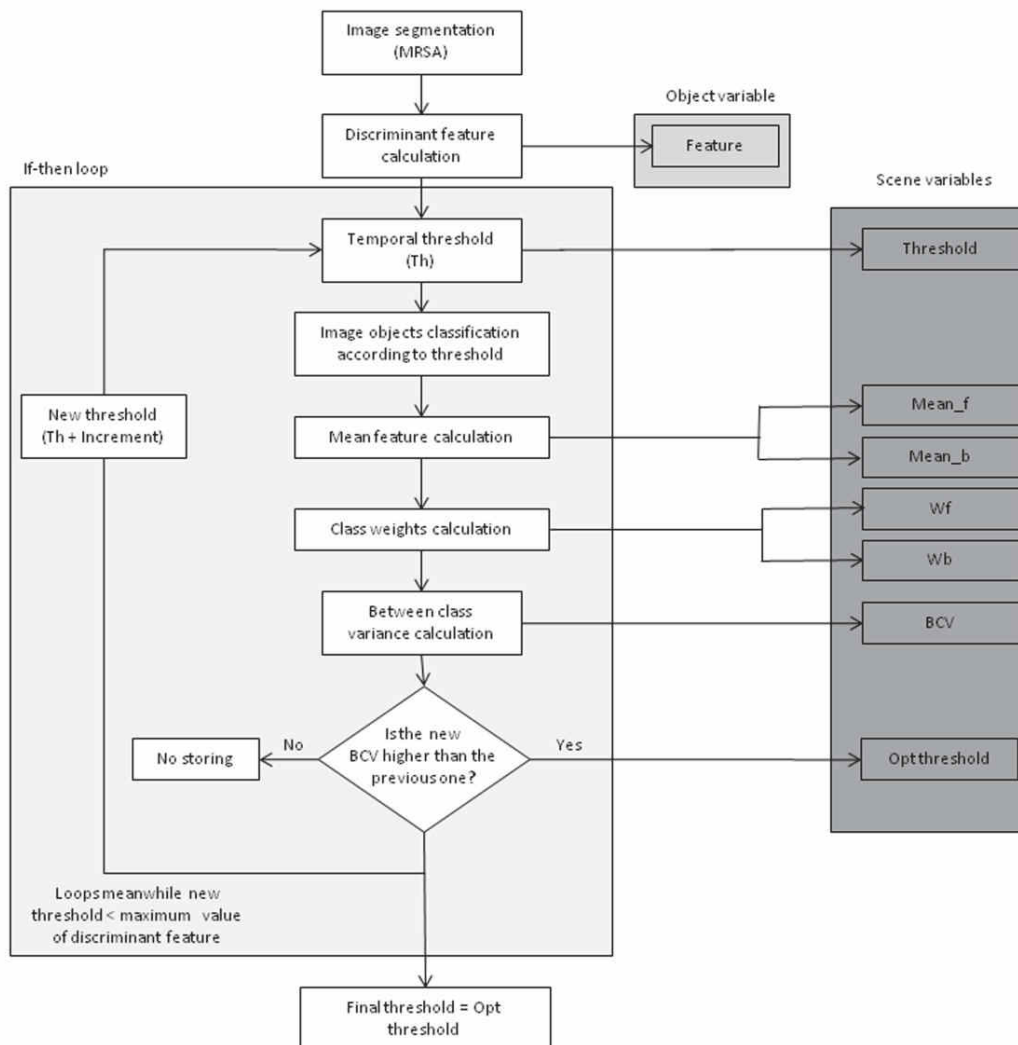 Image segmentation
(MRSA)
Object variable
Discriminant feature
calculation
Feature
If-then loop
Scene variables
Temporal threshold
(Th)
Threshold
Image objects classification
according to threshold
New threshold
(Th + Increment)
Mean_f
Mean feature calculation
Mean_b
Wf
Class weights calculation
Wb
Between class
variance calculation
BCV
Is the new
BCV higher than the
previous one?
No
Yes
No storing
Opt threshold
Loops meanwhile new
threshold < maximum value
of discriminant feature
Final threshold = Opt
threshold